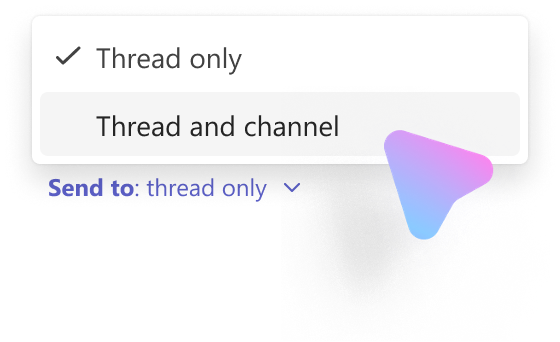 Thread only
Thread and channel
Send to: thread only